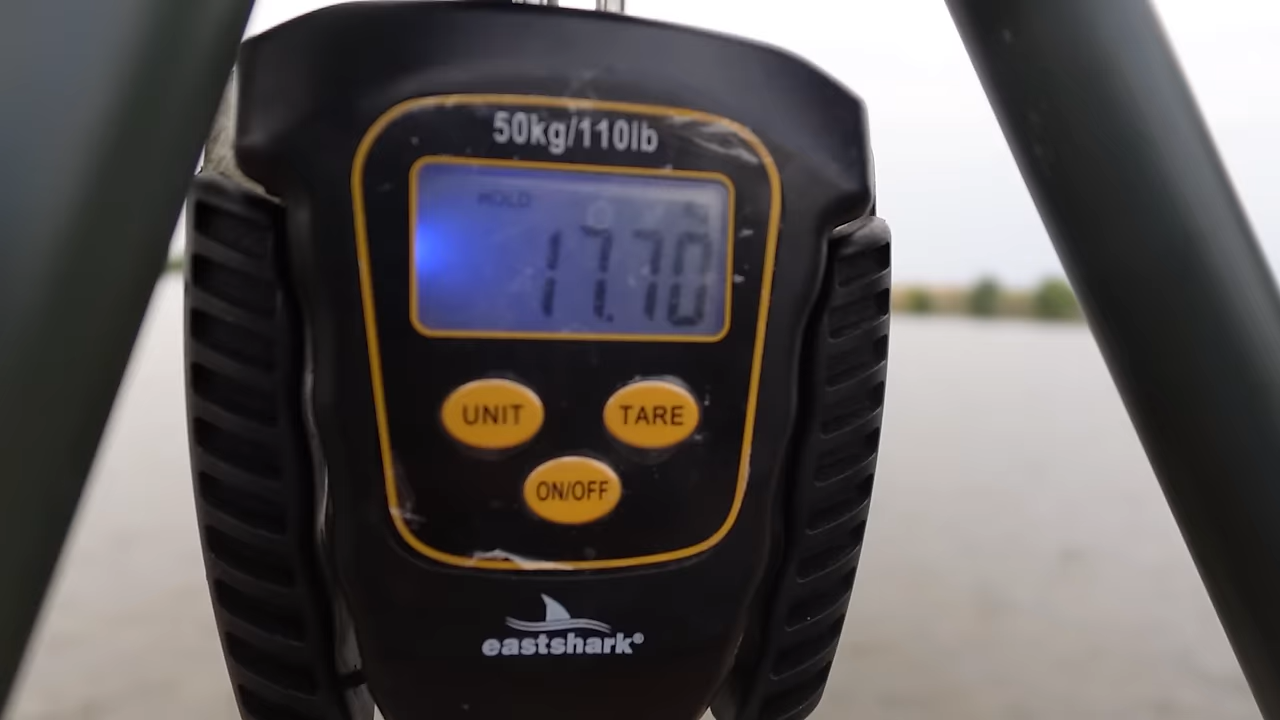 50kg/110lb
HOLD
17.70
UNIT TARE
ON/OFF
eastshark®